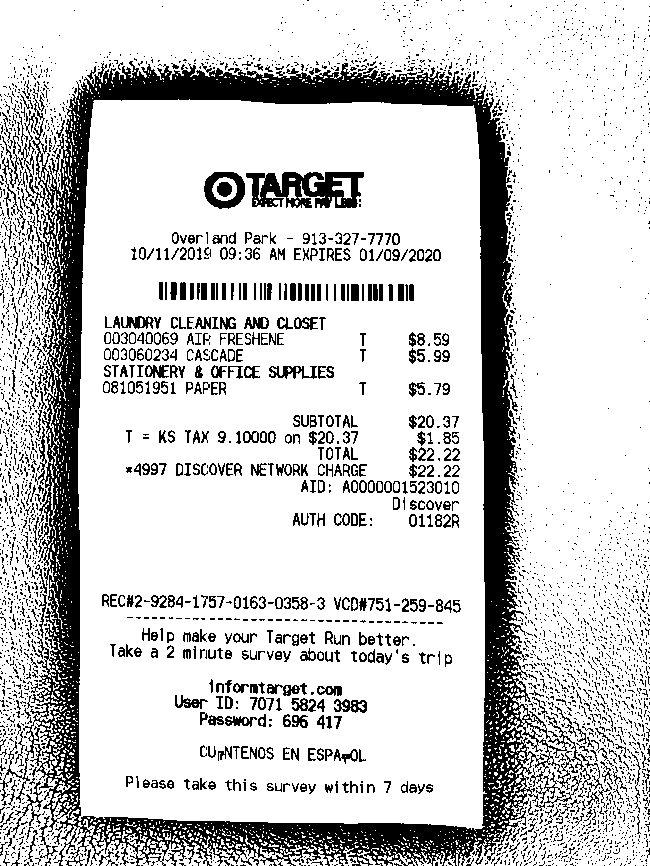 TARGET
EXPECT MORE. PAY LESS.
Overland Park - 913-327-7770
10/11/2019 09:36 AM EXPIRES 01/09/2020
LAUNDRY CLEANING AND CLOSET
003040069 AIR FRESHENE T $8.59
003060234 CASCADE T $5.99
STATIONERY & OFFICE SUPPLIES
081051951 PAPER T $5.79
SUBTOTAL $20.37
T = KS TAX 9.10000 on $20.37 $1.85
TOTAL $22.22
*4997 DISCOVER NETWORK CHARGE $22.22
AID: A0000001523010
Discover
AUTH CODE: 01182R
REC#2-9284-1757-0163-0358-3 VCD#751-259-845
Help make your Target Run better.
Take a 2 minute survey about today's trip
informtarget.com
User ID: 7071 5824 3983
Password: 696 417
EN
Please take this survey within 7 days